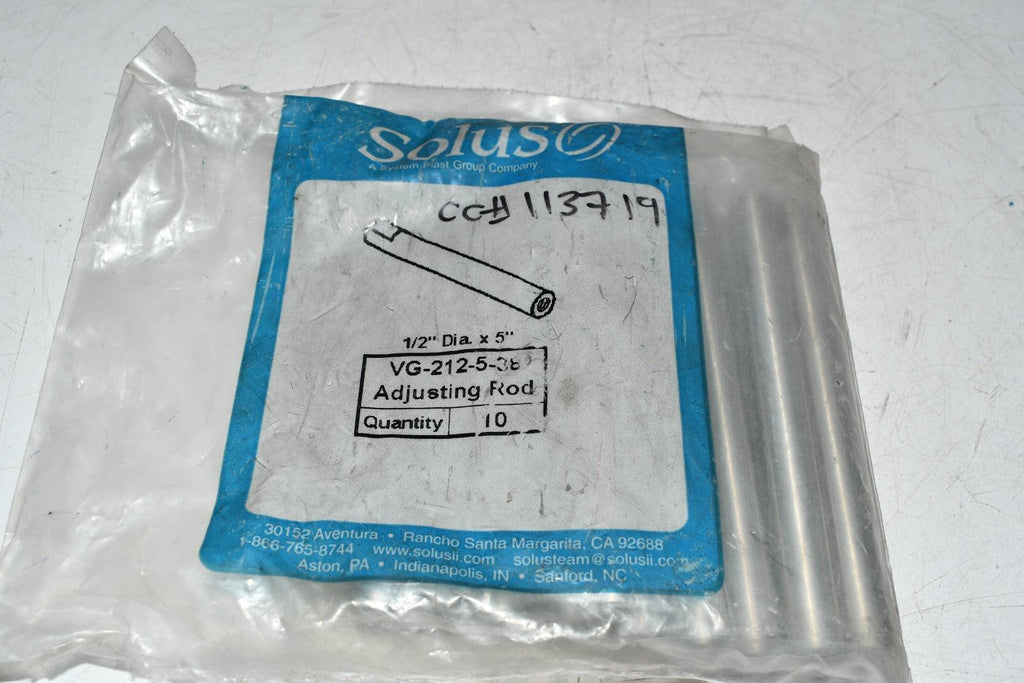 Solus
A System Plast Group Company
CC# 113719
1/2" Dia. x 5"
VG-212-5-38
Adjusting Rod
Quantity 10
30152 Aventura • Rancho Santa Margarita, CA 92688
1-866-765-8744 www.solusii.com solusteam@solusii.com
Aston, PA • Indianapolis, IN • Sanford, NC